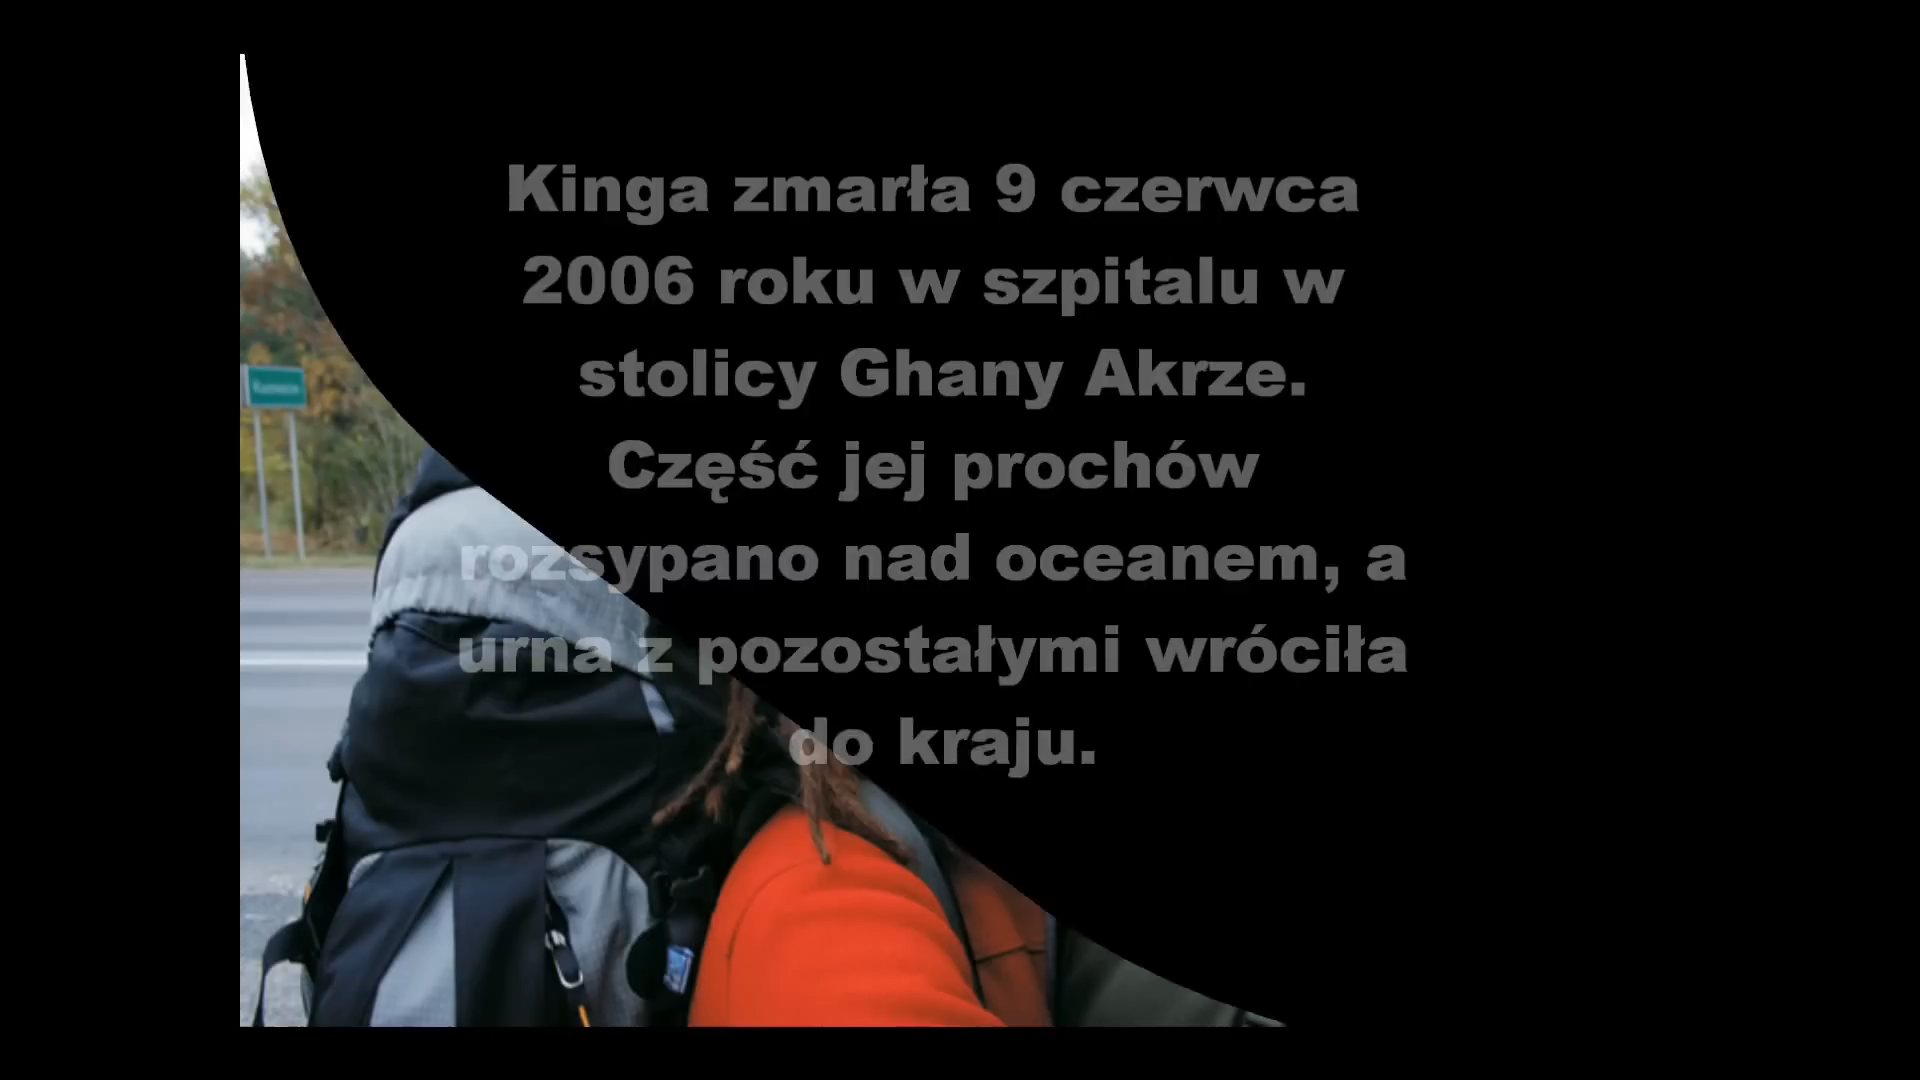 Kinga zmarła 9 czerwca
2006 roku w szpitalu w
stolicy Ghany Akrze.
Część jej prochów
rozsypano nad oceanem, a
urna z pozostałymi wróciła
do kraju.